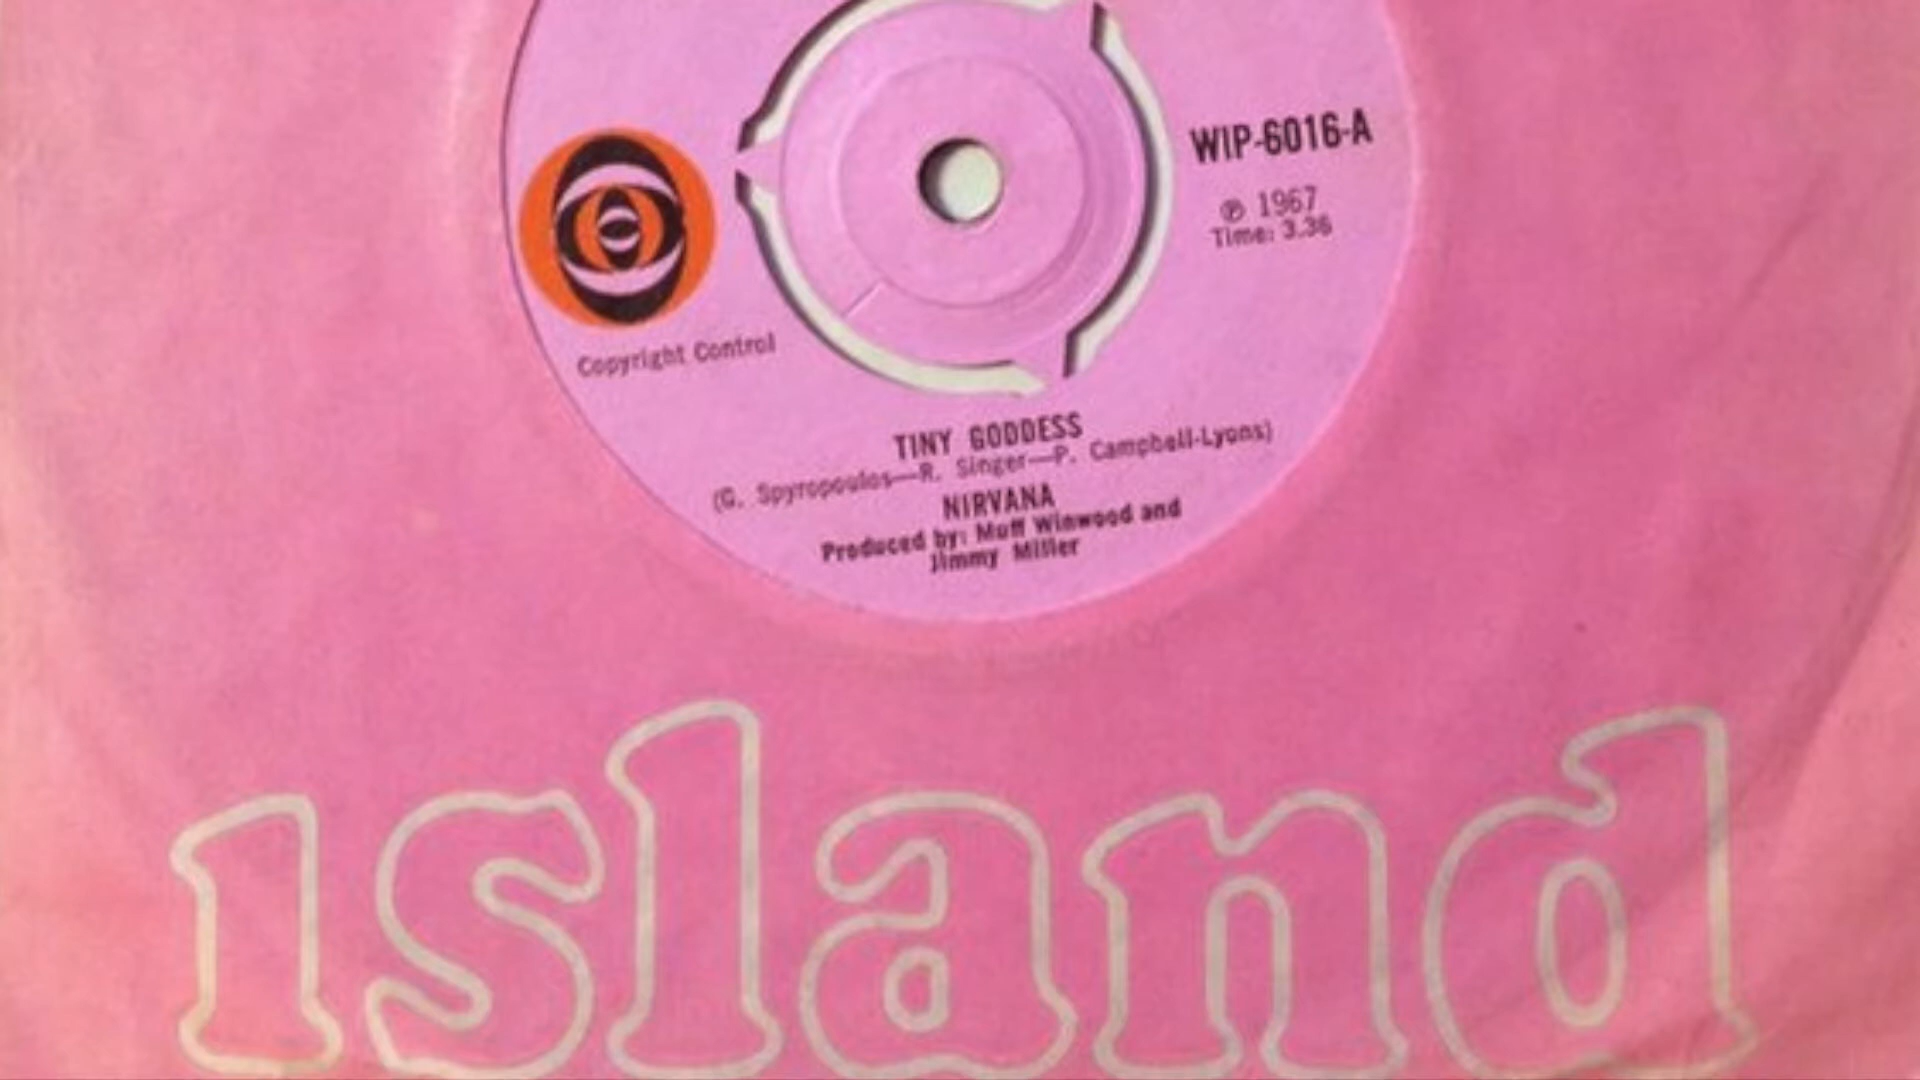 WIP-6016-A
℗ 1967
Time: 3.36
Copyright Control
TINY GODDESS
(G. Spyropoulos—R. Singer—P. Campbell-Lyons)
NIRVANA
Produced by: Muff Winwood and
Jimmy Miller
island